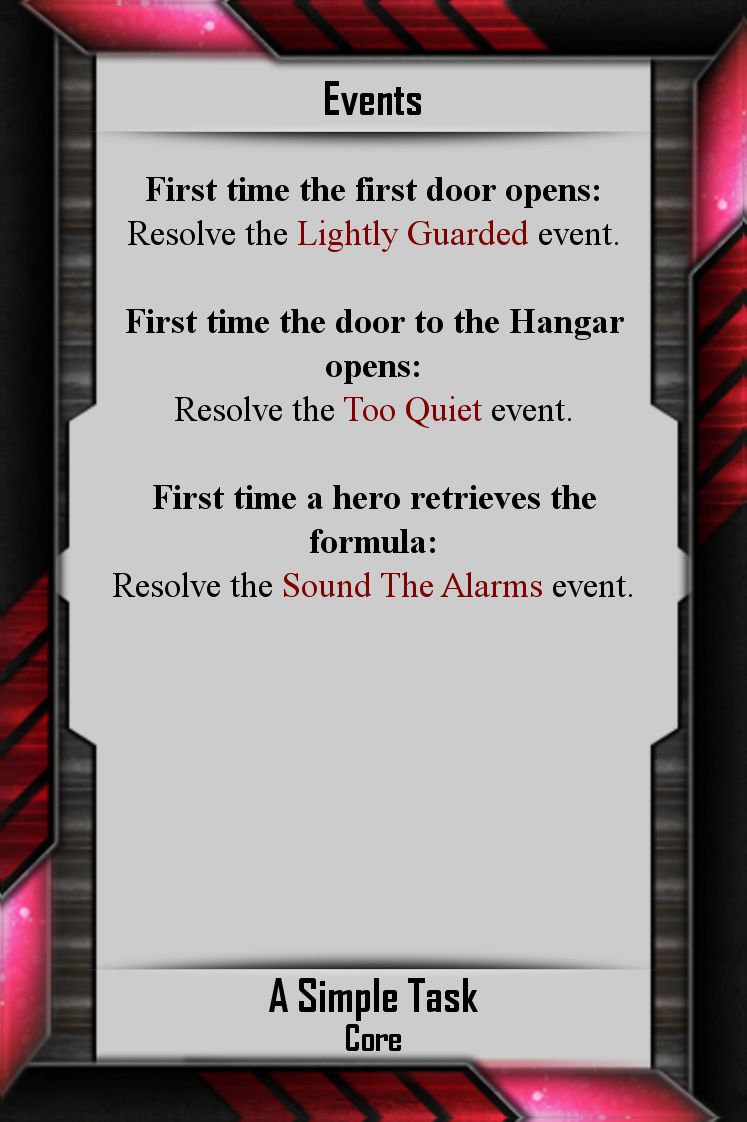 Events
First time the first door opens:
Resolve the Lightly Guarded event.
First time the door to the Hangar
opens:
Resolve the Too Quiet event.
First time a hero retrieves the
formula:
Resolve the Sound The Alarms event.
A Simple Task
Core